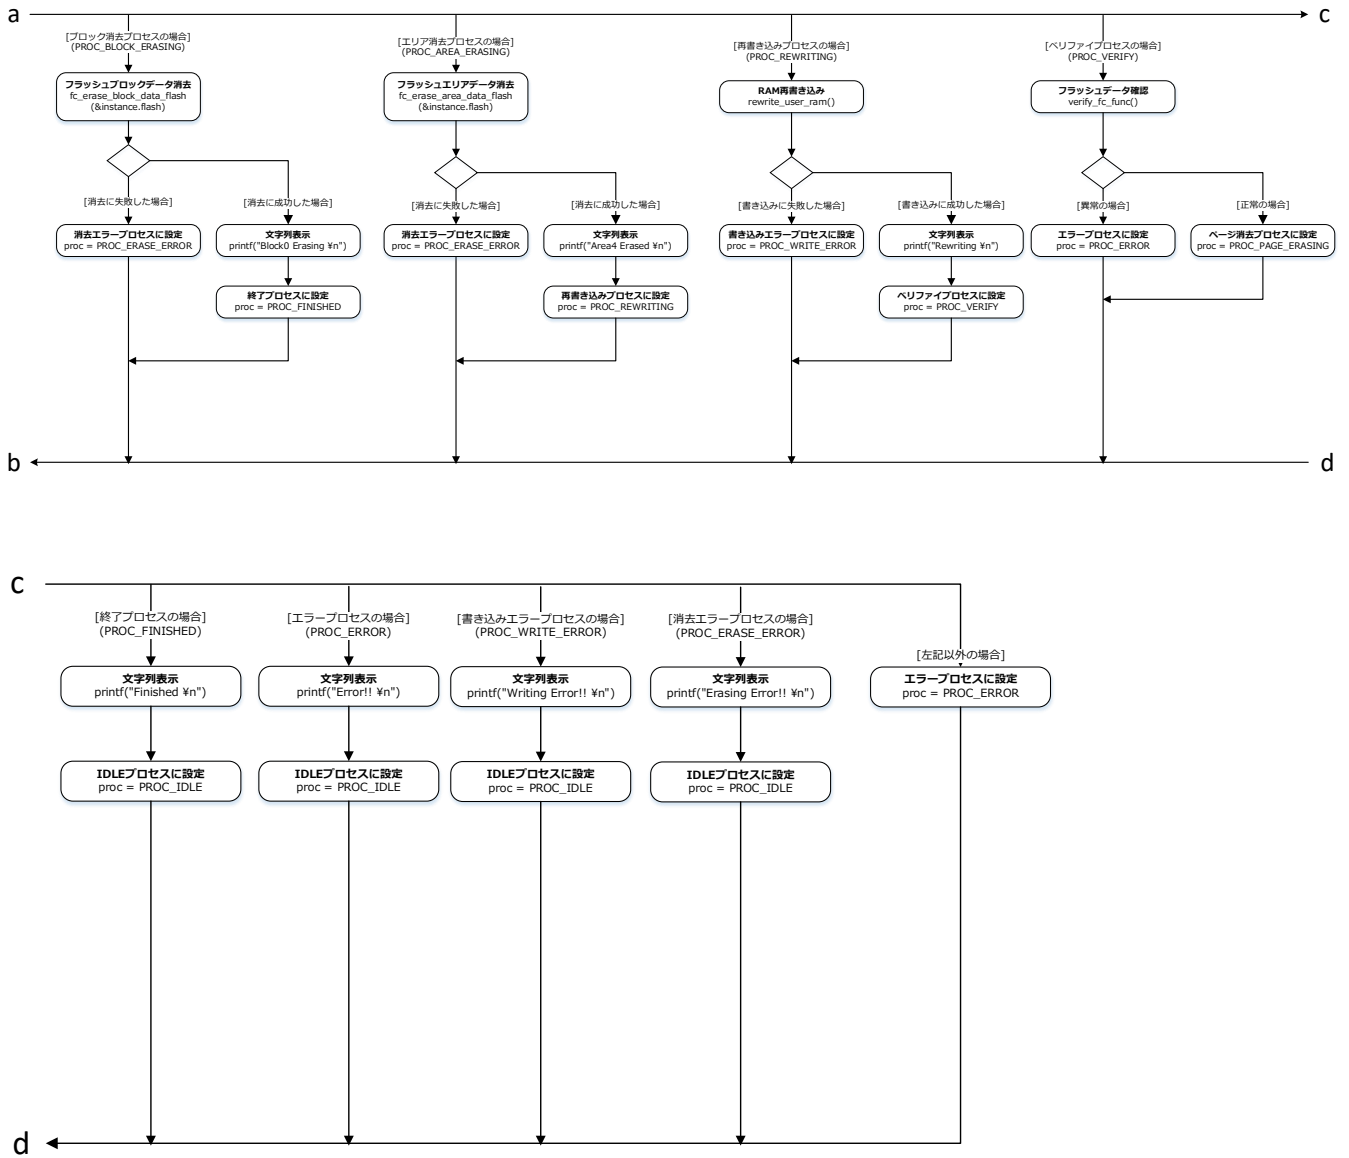 a
c
[ブロック消去プロセスの場合]
(PROC_BLOCK_ERASING)
フラッシュブロックデータ消去
fc_erase_block_data_flash
(&instance.flash)
[消去に失敗した場合]
[消去に成功した場合]
消去エラープロセスに設定
proc = PROC_ERASE_ERROR
文字列表示
printf("Block0 Erasing ¥n")
終了プロセスに設定
proc = PROC_FINISHED
[エリア消去プロセスの場合]
(PROC_AREA_ERASING)
フラッシュエリアデータ消去
fc_erase_area_data_flash
(&instance.flash)
[消去に失敗した場合]
[消去に成功した場合]
消去エラープロセスに設定
proc = PROC_ERASE_ERROR
文字列表示
printf("Area4 Erased ¥n")
再書き込みプロセスに設定
proc = PROC_REWRITING
[再書き込みプロセスの場合]
(PROC_REWRITING)
RAM再書き込み
rewrite_user_ram()
[書き込みに失敗した場合]
[書き込みに成功した場合]
書き込みエラープロセスに設定
proc = PROC_WRITE_ERROR
文字列表示
printf("Rewriting ¥n")
ベリファイプロセスに設定
proc = PROC_VERIFY
[ベリファイプロセスの場合]
(PROC_VERIFY)
フラッシュデータ確認
verify_fc_func()
[異常の場合]
[正常の場合]
エラープロセスに設定
proc = PROC_ERROR
ページ消去プロセスに設定
proc = PROC_PAGE_ERASING
b
d
c
[終了プロセスの場合]
(PROC_FINISHED)
文字列表示
printf("Finished ¥n")
IDLEプロセスに設定
proc = PROC_IDLE
[エラープロセスの場合]
(PROC_ERROR)
文字列表示
printf("Error!! ¥n")
IDLEプロセスに設定
proc = PROC_IDLE
[書き込みエラープロセスの場合]
(PROC_WRITE_ERROR)
文字列表示
printf("Writing Error!! ¥n")
IDLEプロセスに設定
proc = PROC_IDLE
[消去エラープロセスの場合]
(PROC_ERASE_ERROR)
文字列表示
printf("Erasing Error!! ¥n")
IDLEプロセスに設定
proc = PROC_IDLE
[左記以外の場合]
エラープロセスに設定
proc = PROC_ERROR
d